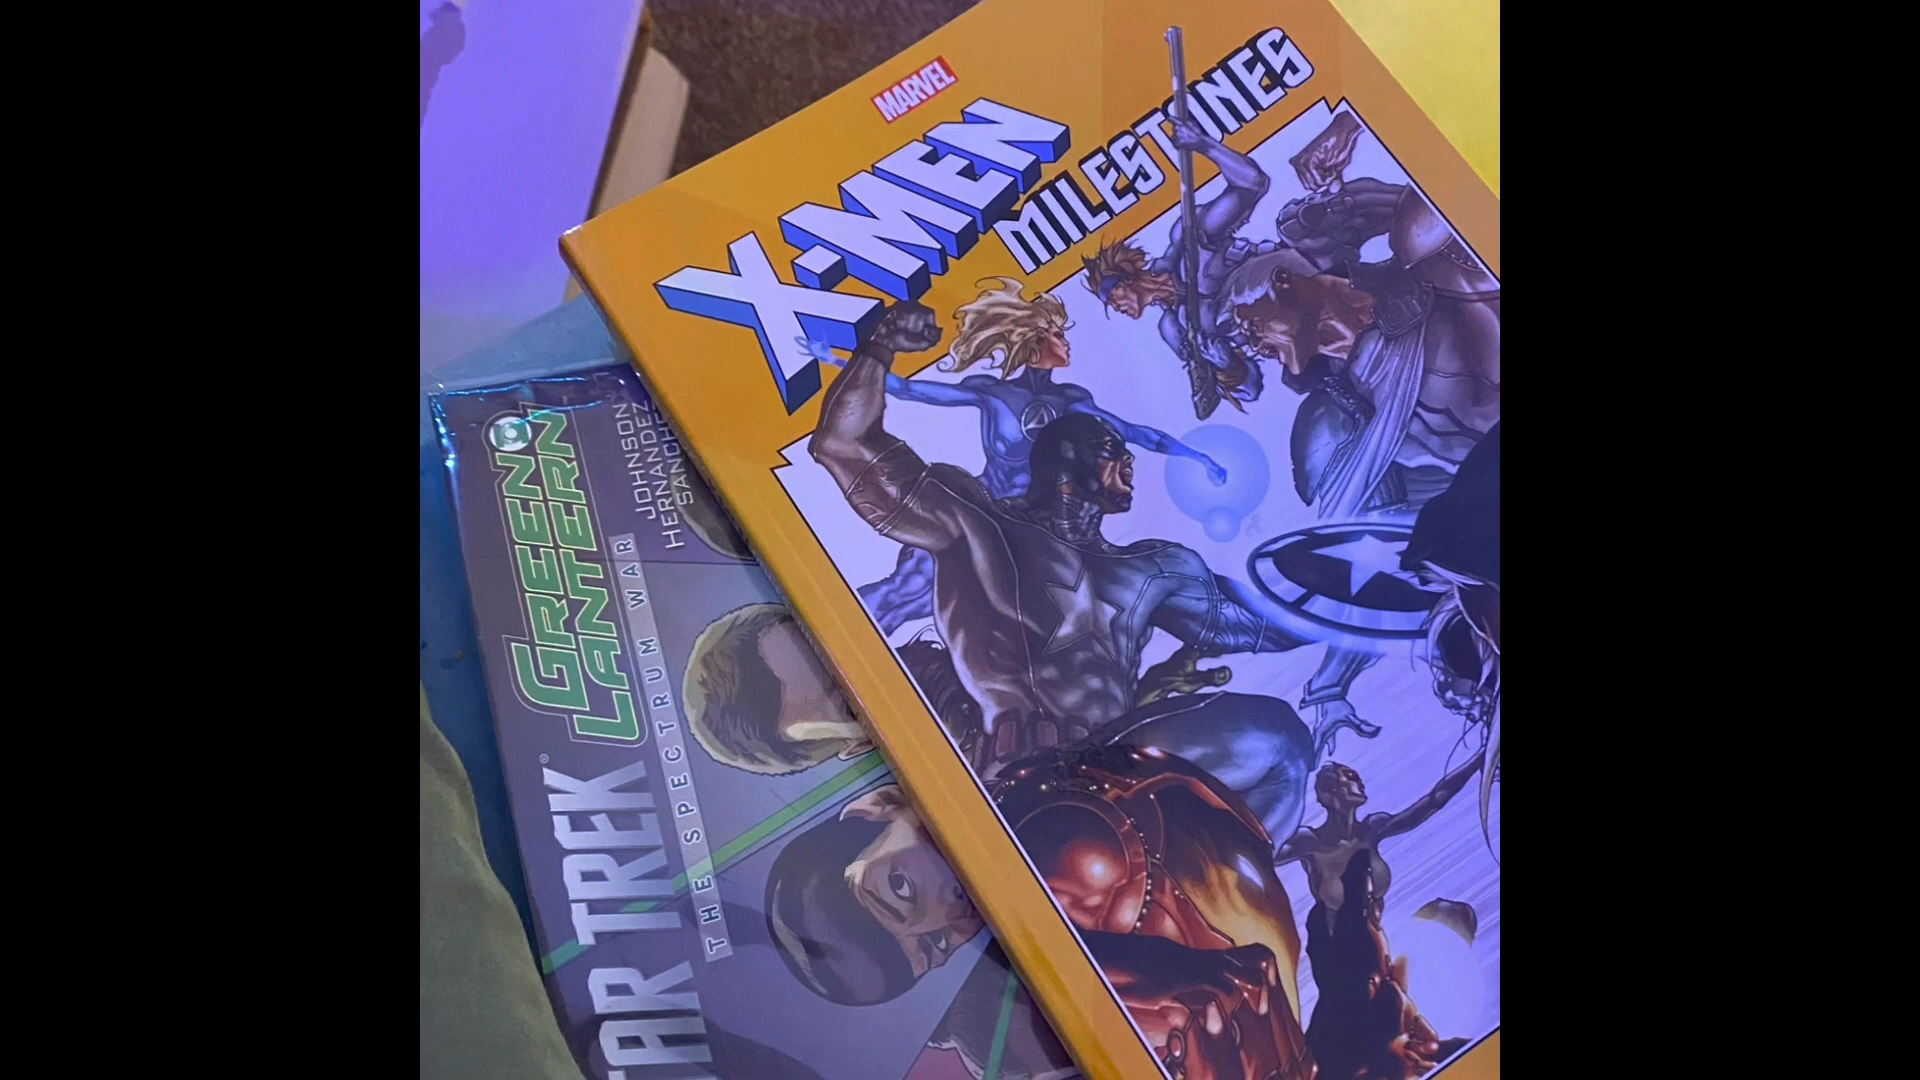 MARVEL
X-MEN
MILESTONES
GREEN
LANTERN
JOHNSON
HERNANDEZ
STAR TREK®
THE SPECTRUM WAR